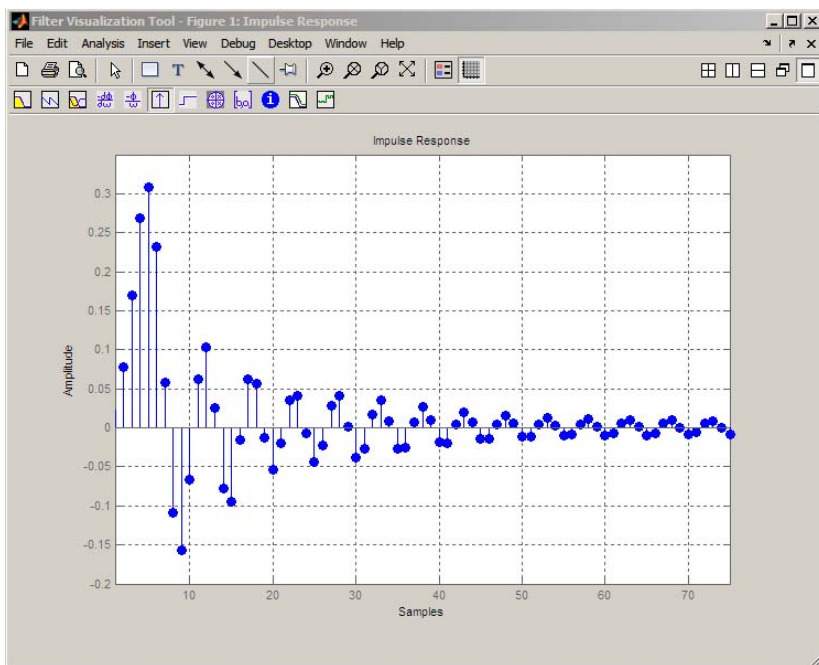 Filter Visualization Tool - Figure 1: Impulse Response
File Edit Analysis Insert View Debug Desktop Window Help
Impulse Response
0.3
0.25
0.2
0.15
0.1
0.05
0
-0.05
-0.1
-0.15
-0.2
Amplitude
10 20 30 40 50 60 70
Samples